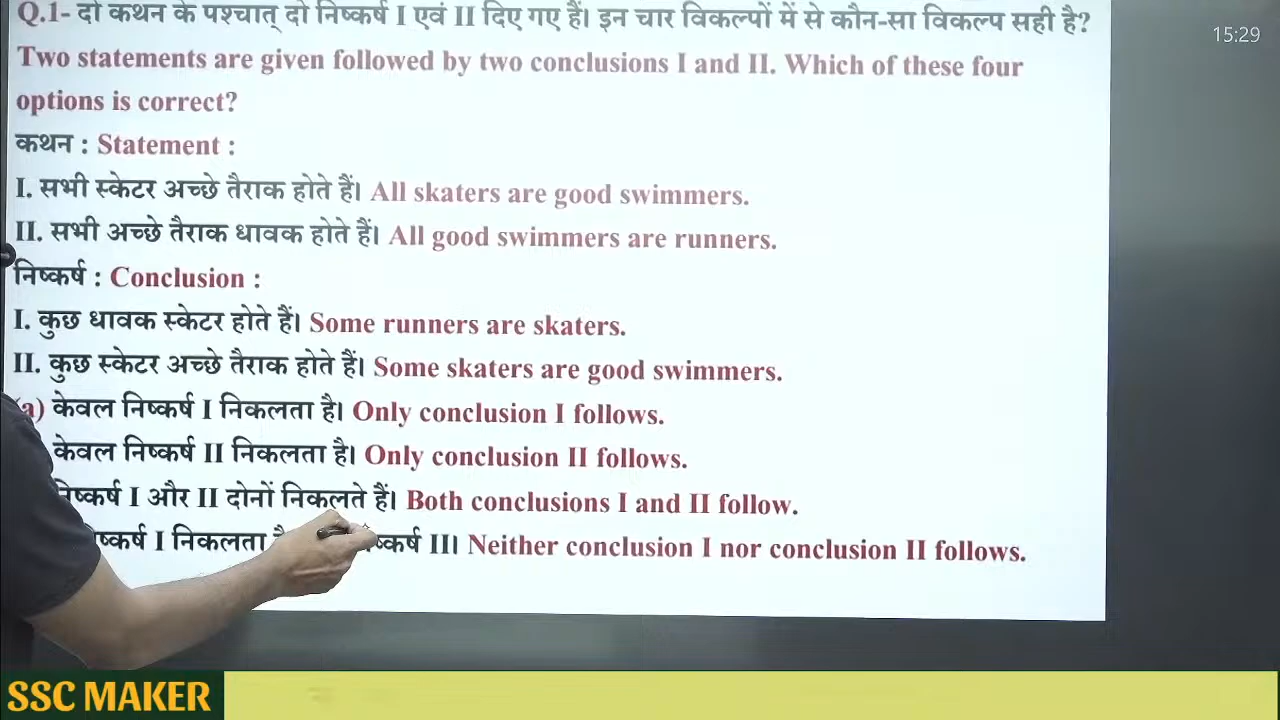 Q.1- दो कथन के पश्चात् दो निष्कर्ष I एवं II दिए गए हैं। इन चार विकल्पों में से कौन-सा विकल्प सही है?
15:29
Two statements are given followed by two conclusions I and II. Which of these four
options is correct?
कथन : Statement :
I. सभी स्केटर अच्छे तैराक होते हैं। All skaters are good swimmers.
II. सभी अच्छे तैराक धावक होते हैं। All good swimmers are runners.
निष्कर्ष : Conclusion :
I. कुछ धावक स्केटर होते हैं। Some runners are skaters.
II. कुछ स्केटर अच्छे तैराक होते हैं। Some skaters are good swimmers.
(a) केवल निष्कर्ष I निकलता है। Only conclusion I follows.
केवल निष्कर्ष II निकलता है। Only conclusion II follows.
निष्कर्ष I और II दोनों निकलते हैं। Both conclusions I and II follow.
I निकलता II। Neither conclusion I nor conclusion II follows.
SSC MAKER